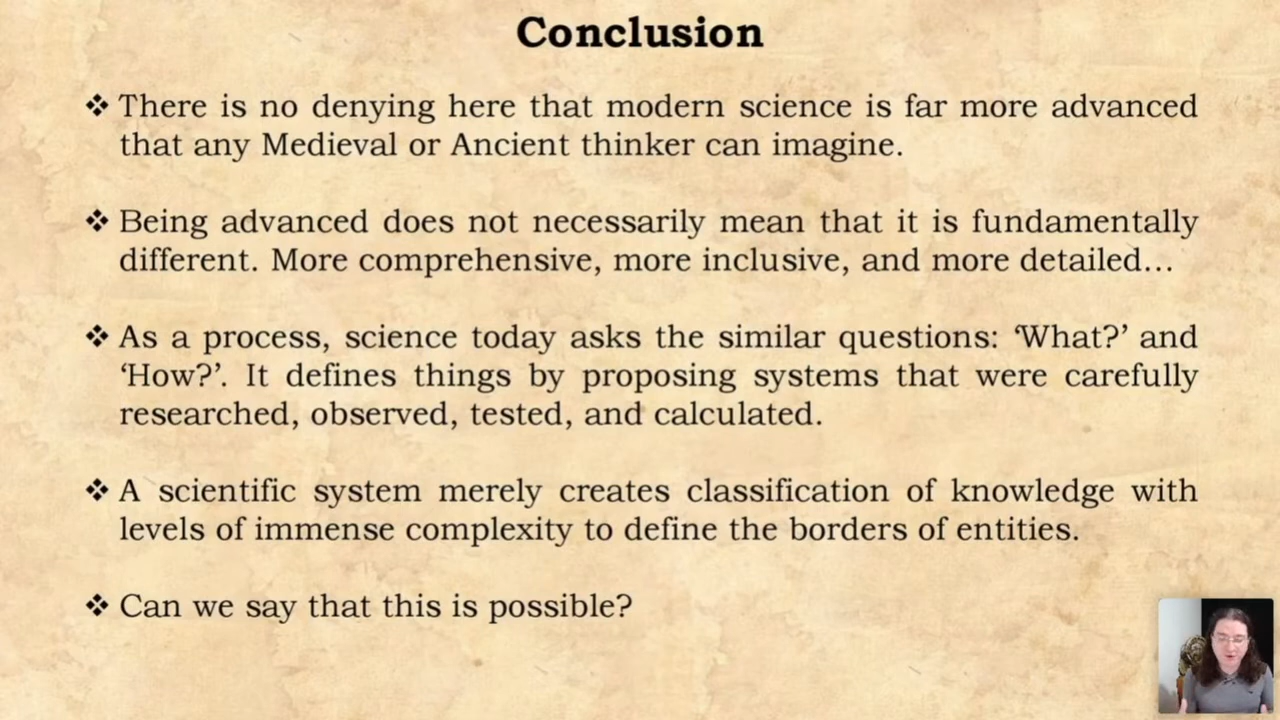 Conclusion
❖ There is no denying here that modern science is far more advanced
that any Medieval or Ancient thinker can imagine.
❖ Being advanced does not necessarily mean that it is fundamentally
different. More comprehensive, more inclusive, and more detailed…
❖ As a process, science today asks the similar questions: ‘What?’ and
‘How?’. It defines things by proposing systems that were carefully
researched, observed, tested, and calculated.
❖ A scientific system merely creates classification of knowledge with
levels of immense complexity to define the borders of entities.
❖ Can we say that this is possible?